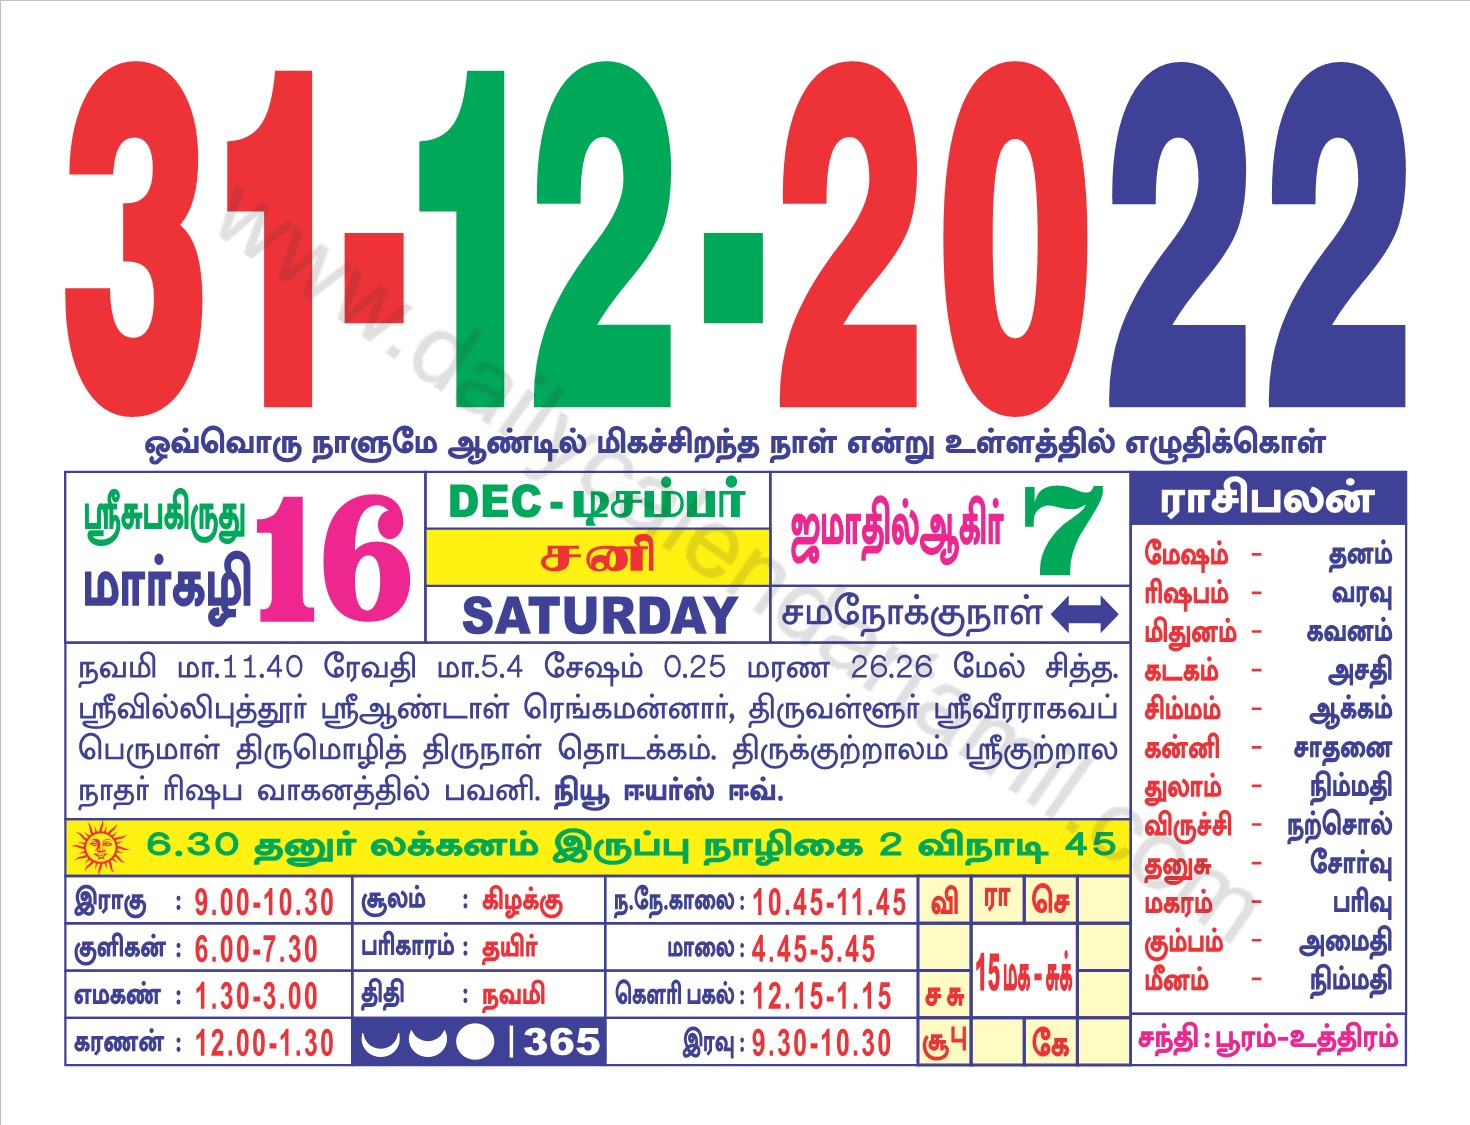 31-12-2022
ஒவ்வொரு நாளுமே ஆண்டில் மிகச்சிறந்த நாள் என்று உள்ளத்தில் எழுதிக்கொள்
ஸ்ரீசுபகிருது
மார்கழி 16
DEC - டிசம்பர்
சனி
SATURDAY
ஜமாதில்ஆகிர் 7
சமநோக்குநாள்
நவமி மா.11.40 ரேவதி மா.5.4 சேஷம் 0.25 மரண 26.26 மேல் சித்த.
ஸ்ரீவில்லிபுத்தூர் ஸ்ரீஆண்டாள் ரெங்கமன்னார், திருவள்ளூர் ஸ்ரீவீரராகவப்
பெருமாள் திருமொழித் திருநாள் தொடக்கம். திருக்குற்றாலம் ஸ்ரீகுற்றால
நாதர் ரிஷப வாகனத்தில் பவனி. நியூ ஈயர்ஸ் ஈவ்.
6.30 தனுர் லக்கனம் இருப்பு நாழிகை 2 விநாடி 45
இராகு : 9.00-10.30 சூலம் : கிழக்கு ந.நே.காலை : 10.45-11.45 வி ரா செ
குளிகன் : 6.00-7.30 பரிகாரம் : தயிர் மாலை : 4.45-5.45
15மக - சுக்
எமகண் : 1.30-3.00 திதி : நவமி கௌரி பகல் : 12.15-1.15 சசு
கரணன் : 12.00-1.30 | 365 இரவு : 9.30-10.30 சூபு கே
ராசிபலன்
மேஷம் - தனம்
ரிஷபம் - வரவு
மிதுனம் - கவனம்
கடகம் - அசதி
சிம்மம் - ஆக்கம்
கன்னி - சாதனை
துலாம் - நிம்மதி
விருச்சி - நற்சொல்
தனுசு - சோர்வு
மகரம் - பரிவு
கும்பம் - அமைதி
மீனம் - நிம்மதி
சந்தி : பூரம்-உத்திரம்
www.dailycalendartamil.com